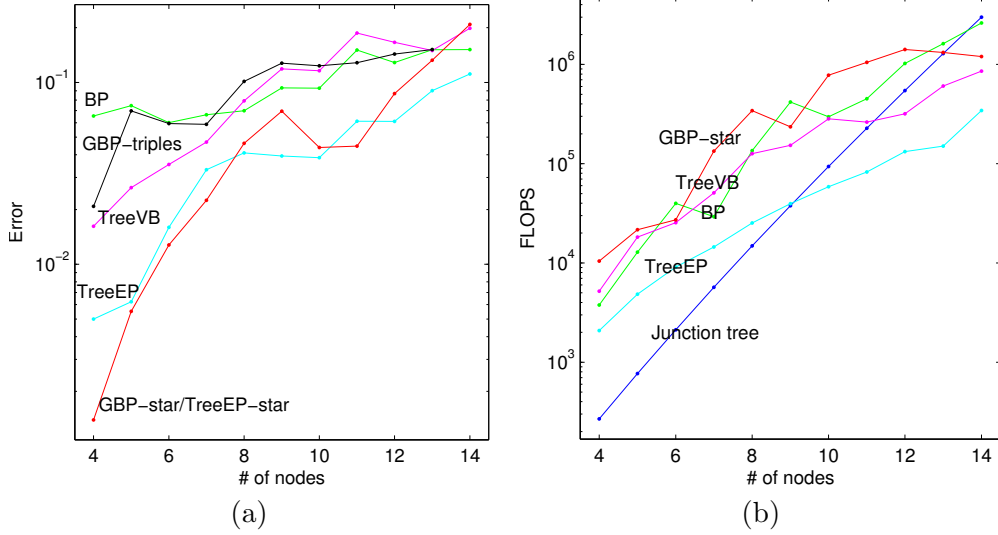 10^-1
10^-2
Error
BP
GBP-triples
TreeVB
TreeEP
GBP-star/TreeEP-star
4 6 8 10 12 14
# of nodes
(a)
10^6
10^5
10^4
10^3
FLOPS
GBP-star
TreeVB
BP
TreeEP
Junction tree
4 6 8 10 12 14
# of nodes
(b)